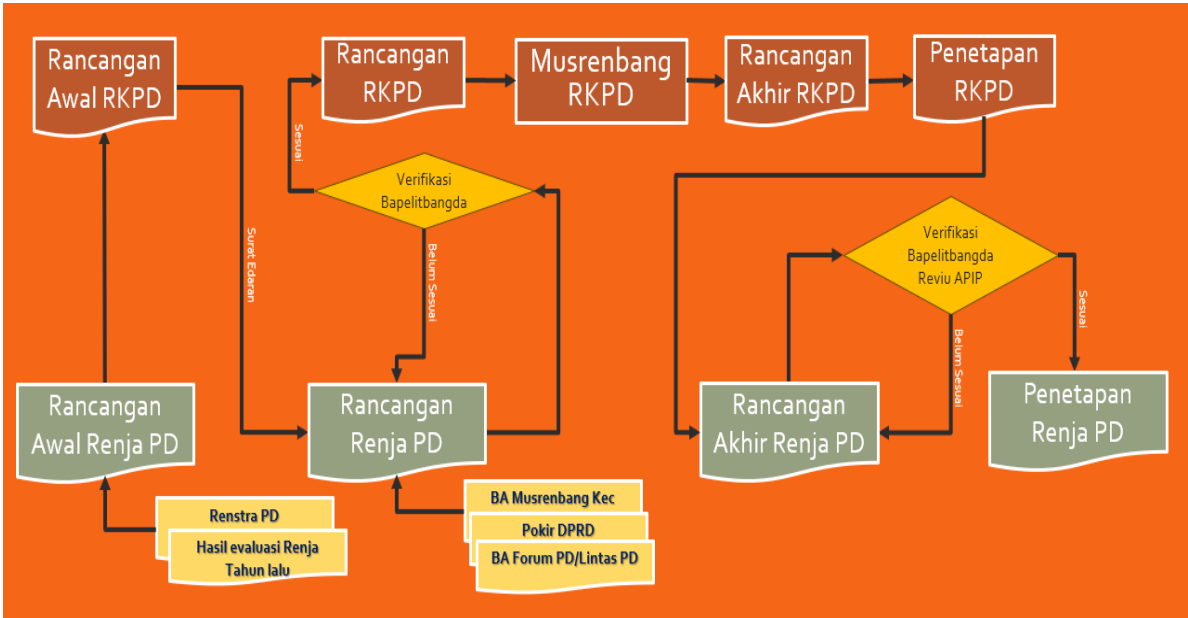 Rancangan
Awal RKPD
Rancangan
RKPD
Musrenbang
RKPD
Rancangan
Akhir RKPD
Penetapan
RKPD
Sesuai
Verifikasi
Bapelitbangda
Surat Edaran
Belum Sesuai
Verifikasi
Bapelitbangda
Reviu APIP
Sesuai
Belum Sesuai
Rancangan
Awal Renja PD
Rancangan
Renja PD
Rancangan
Akhir Renja PD
Penetapan
Renja PD
Renstra PD
Hasil evaluasi Renja
Tahun lalu
BA Musrenbang Kec
Pokir DPRD
BA Forum PD/Lintas PD